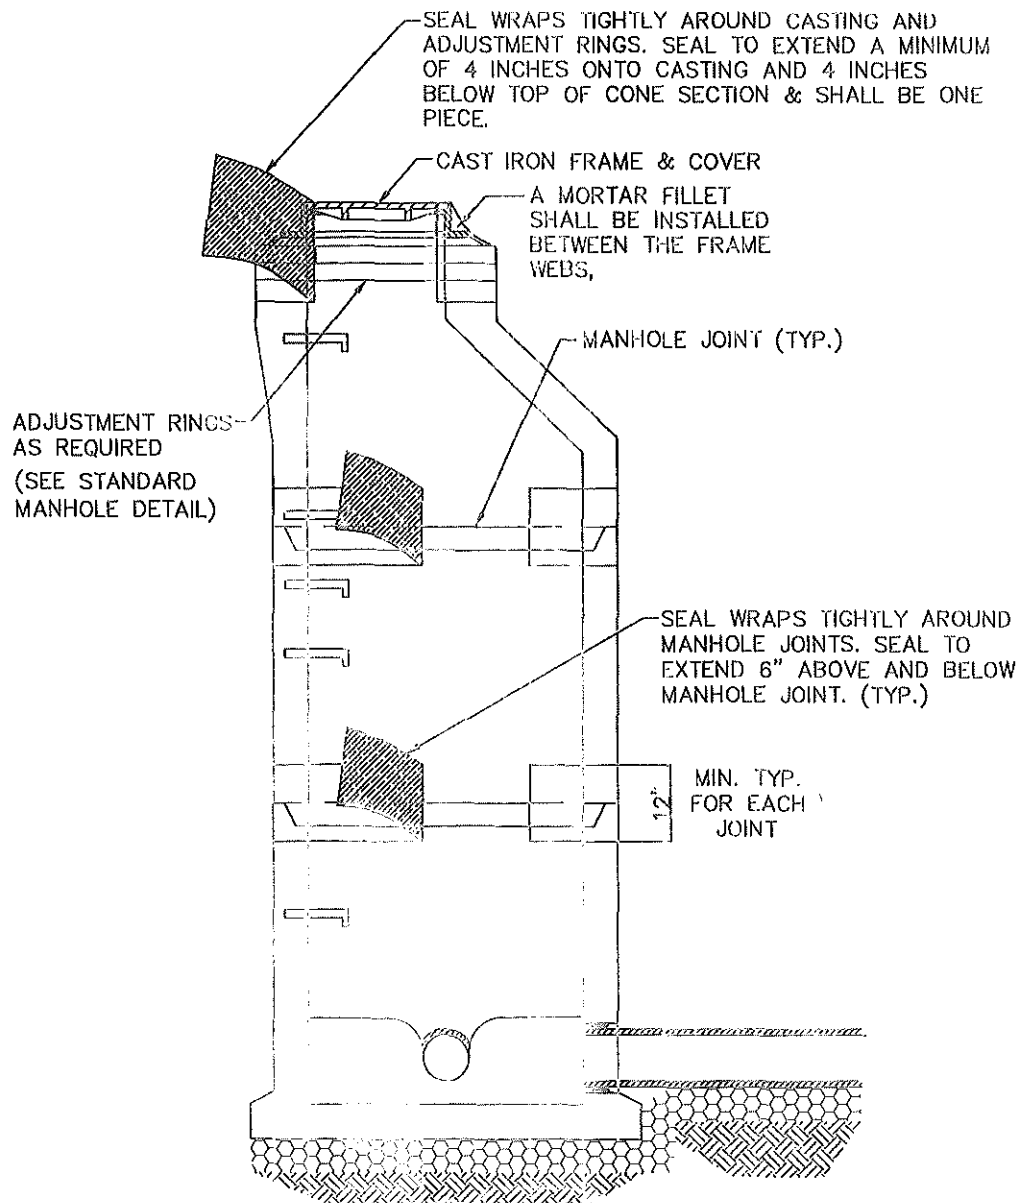 SEAL WRAPS TIGHTLY AROUND CASTING AND
ADJUSTMENT RINGS. SEAL TO EXTEND A MINIMUM
OF 4 INCHES ONTO CASTING AND 4 INCHES
BELOW TOP OF CONE SECTION & SHALL BE ONE
PIECE.
CAST IRON FRAME & COVER
A MORTAR FILLET
SHALL BE INSTALLED
BETWEEN THE FRAME
WEBS,
MANHOLE JOINT (TYP.)
ADJUSTMENT RINGS
AS REQUIRED
(SEE STANDARD
MANHOLE DETAIL)
SEAL WRAPS TIGHTLY AROUND
MANHOLE JOINTS. SEAL TO
EXTEND 6" ABOVE AND BELOW
MANHOLE JOINT. (TYP.)
12"
MIN. TYP.
FOR EACH
JOINT